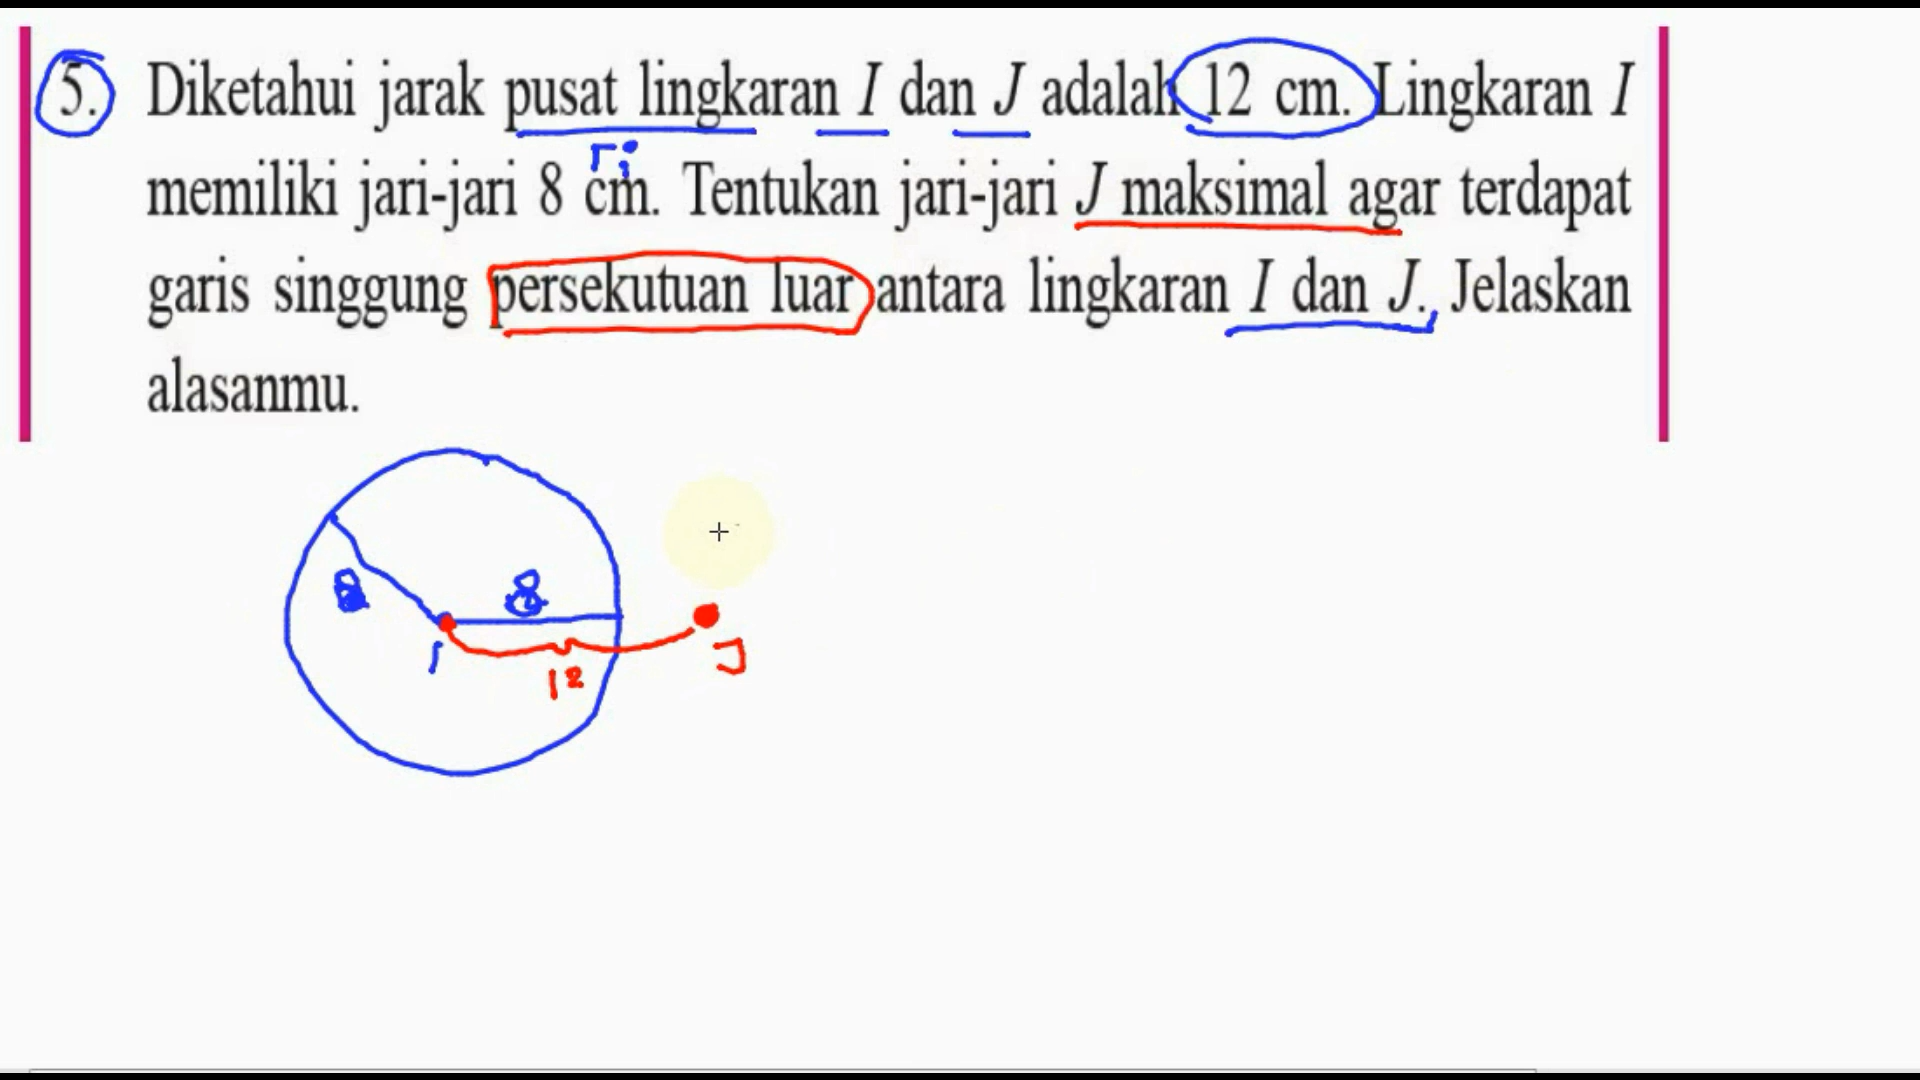 5. Diketahui jarak pusat lingkaran I dan J adalah 12 cm. Lingkaran I
memiliki jari-jari 8 cm. Tentukan jari-jari J maksimal agar terdapat
garis singgung persekutuan luar antara lingkaran I dan J. Jelaskan
alasanmu.
8 8
I
12
J